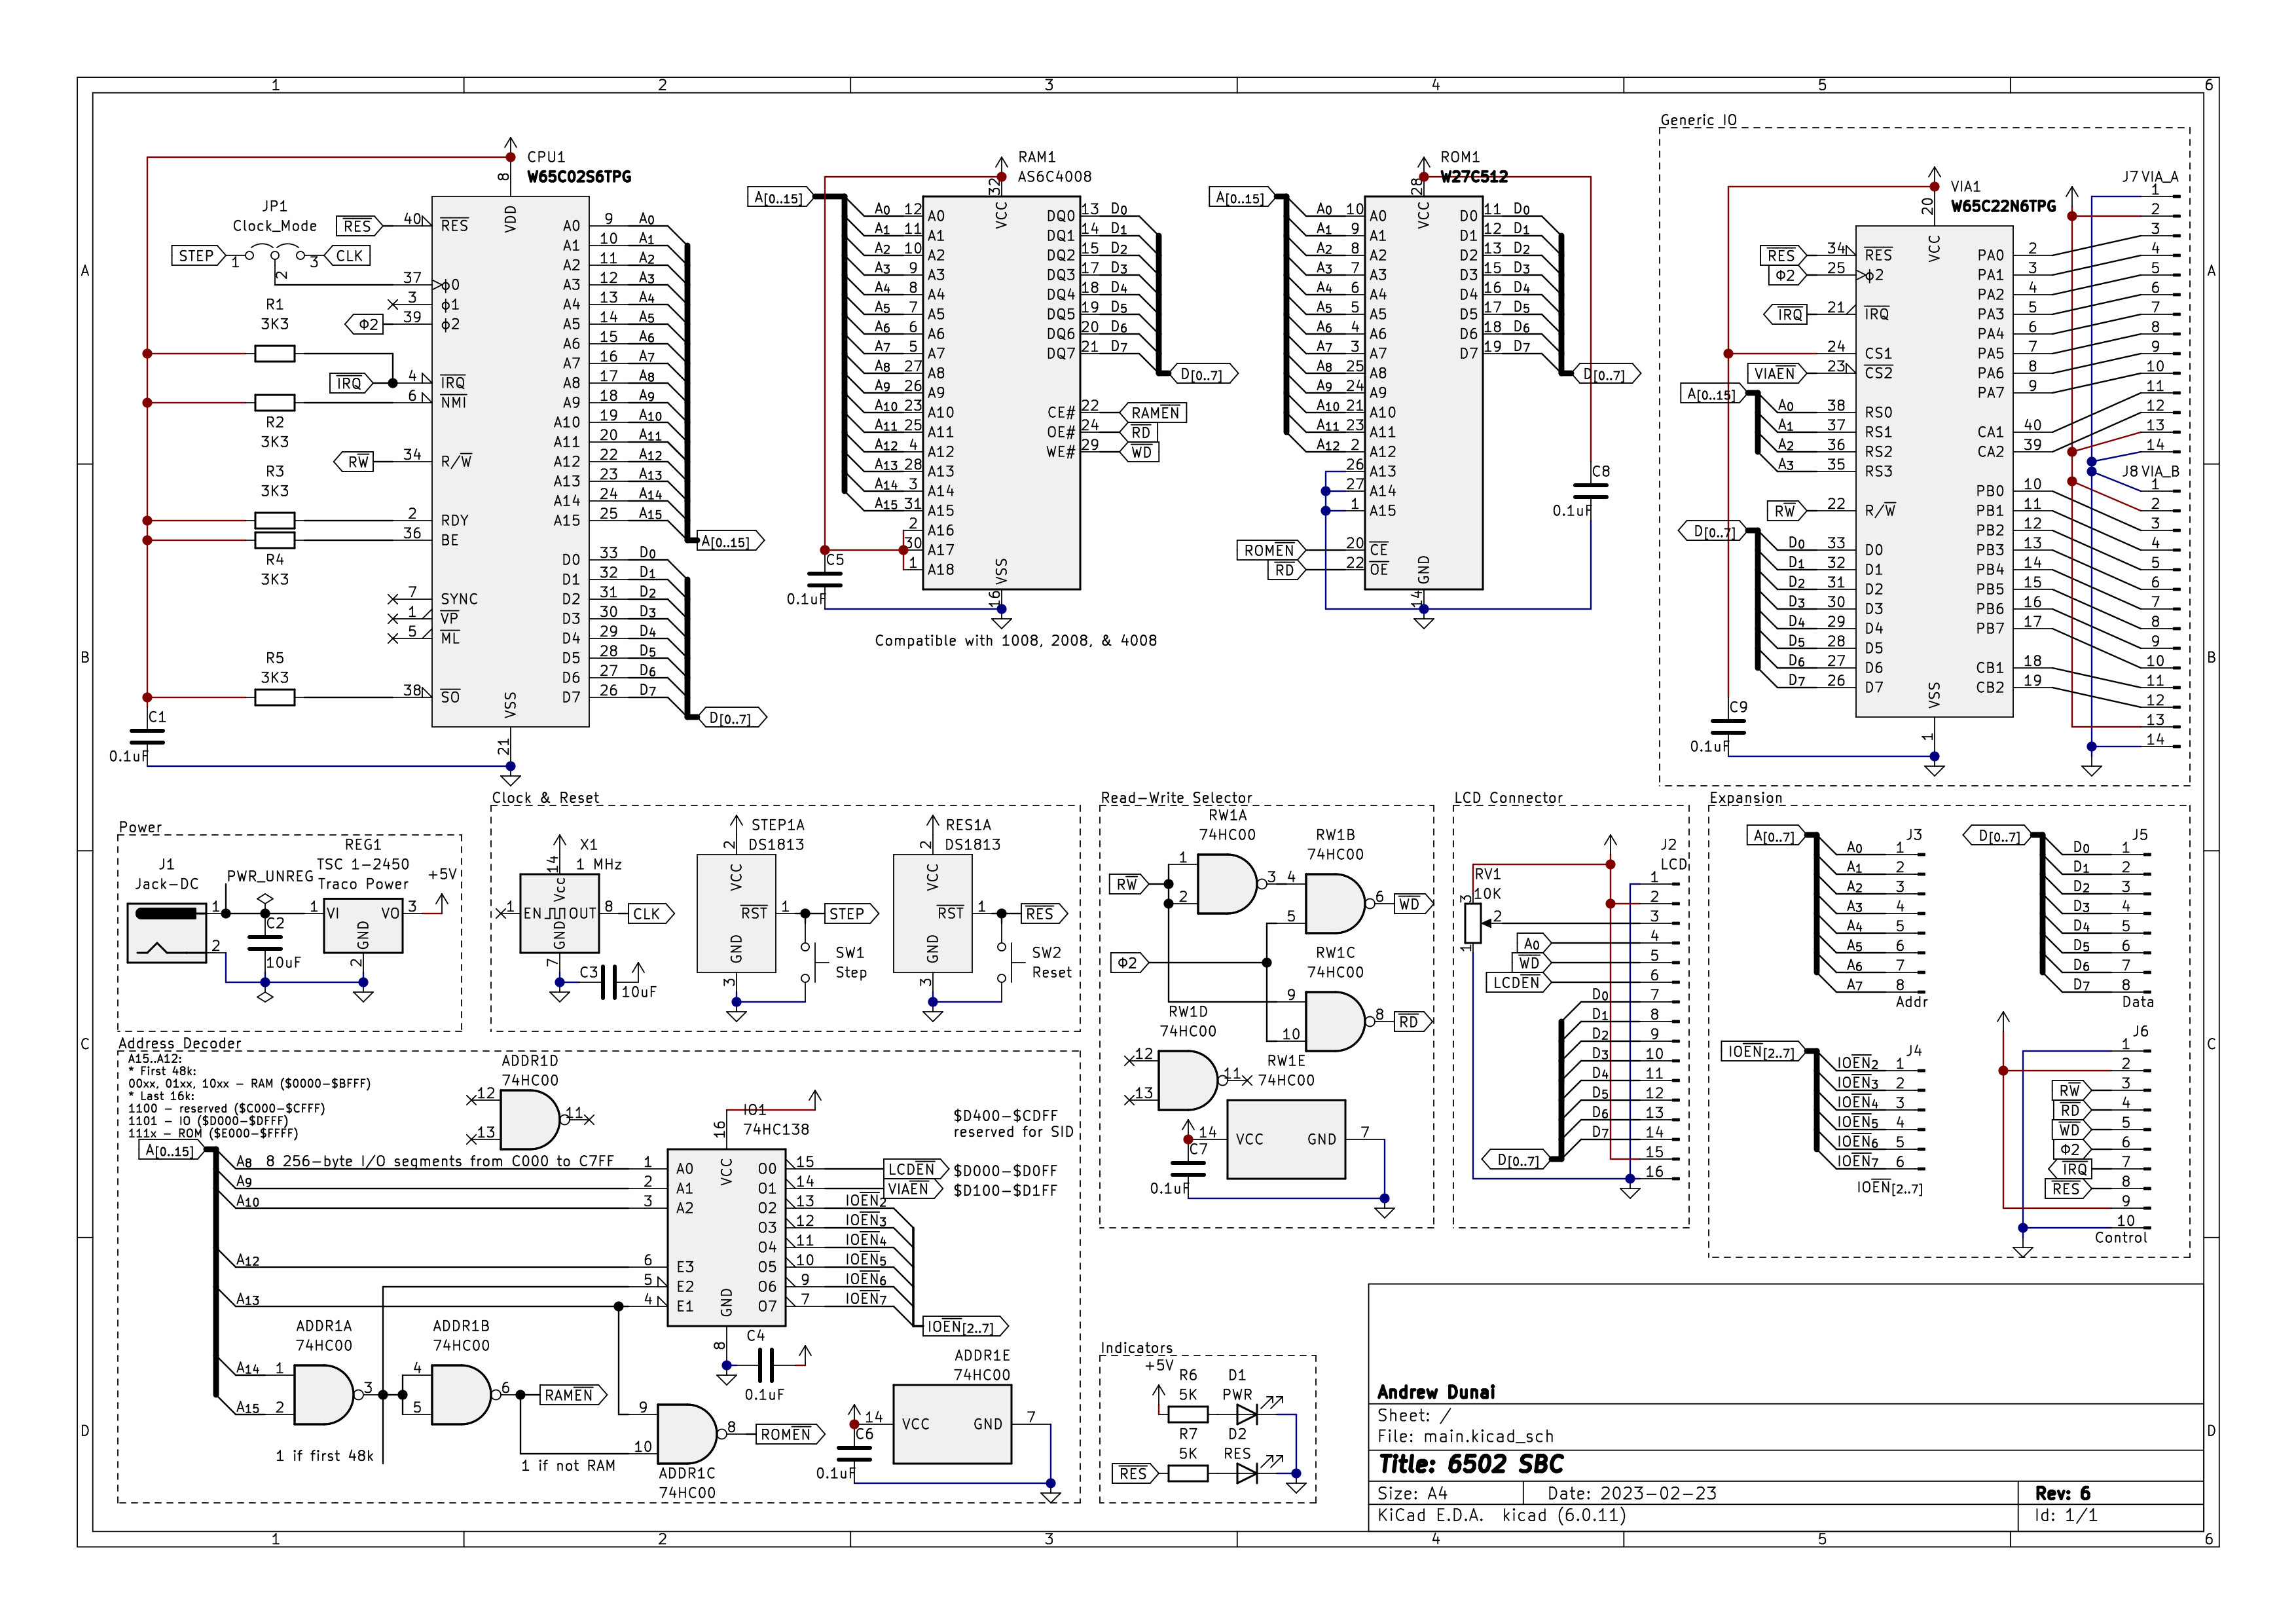 1 2 3 4 5 6
A
B
C
D
CPU1
W65C02S6TPG
JP1
Clock_Mode
STEP 1 2 3 CLK
RES 40 RES
37 ϕ0
3 ϕ1
Φ2 39 ϕ2
R1
3K3
IRQ 4 IRQ
6 NMI
R2
3K3
RW 34 R/W
R3
3K3
2 RDY
36 BE
R4
3K3
7 SYNC
1 VP
5 ML
R5
3K3
38 SO
8 VDD
VSS 21
C1
0.1uF
A0 9 A0
A1 10 A1
A2 11 A2
A3 12 A3
A4 13 A4
A5 14 A5
A6 15 A6
A7 16 A7
A8 17 A8
A9 18 A9
A10 19 A10
A11 20 A11
A12 22 A12
A13 23 A13
A14 24 A14
A15 25 A15
A[0..15]
D0 33 D0
D1 32 D1
D2 31 D2
D3 30 D3
D4 29 D4
D5 28 D5
D6 27 D6
D7 26 D7
D[0..7]
RAM1
AS6C4008
A[0..15]
32 VCC
A0 12 A0
A1 11 A1
A2 10 A2
A3 9 A3
A4 8 A4
A5 7 A5
A6 6 A6
A7 5 A7
A8 27 A8
A9 26 A9
A10 23 A10
A11 25 A11
A12 4 A12
A13 28 A13
A14 3 A14
A15 31 A15
2 A16
30 A17
1 A18
DQ0 13 D0
DQ1 14 D1
DQ2 15 D2
DQ3 17 D3
DQ4 18 D4
DQ5 19 D5
DQ6 20 D6
DQ7 21 D7
D[0..7]
CE# 22 RAMEN
OE# 24 RD
WE# 29 WD
VSS 16
C5
0.1uF
Compatible with 1008, 2008, & 4008
ROM1
W27C512
A[0..15]
28 VCC
A0 10 A0
A1 9 A1
A2 8 A2
A3 7 A3
A4 6 A4
A5 5 A5
A6 4 A6
A7 3 A7
A8 25 A8
A9 24 A9
A10 21 A10
A11 23 A11
A12 2 A12
26 A13
27 A14
1 A15
ROMEN 20 CE
RD 22 OE
GND 14
D0 11 D0
D1 12 D1
D2 13 D2
D3 15 D3
D4 16 D4
D5 17 D5
D6 18 D6
D7 19 D7
D[0..7]
C8
0.1uF
Generic IO
VIA1
W65C22N6TPG
20 VCC
RES 34 RES
Φ2 25 ϕ2
IRQ 21 IRQ
24 CS1
VIAEN 23 CS2
A[0..15]
A0 38 RS0
A1 37 RS1
A2 36 RS2
A3 35 RS3
RW 22 R/W
D[0..7]
D0 33 D0
D1 32 D1
D2 31 D2
D3 30 D3
D4 29 D4
D5 28 D5
D6 27 D6
D7 26 D7
VSS 1
C9
0.1uF
PA0 2
PA1 3
PA2 4
PA3 5
PA4 6
PA5 7
PA6 8
PA7 9
CA1 40
CA2 39
PB0 10
PB1 11
PB2 12
PB3 13
PB4 14
PB5 15
PB6 16
PB7 17
CB1 18
CB2 19
J7 VIA_A
1
2
3
4
5
6
7
8
9
10
11
12
13
14
J8 VIA_B
1
2
3
4
5
6
7
8
9
10
11
12
13
14
Power
J1
Jack-DC
1
2
PWR_UNREG
C2
10uF
REG1
TSC 1-2450
Traco Power
1 VI VO 3
GND
2
+5V
Clock & Reset
X1
1 MHz
14 Vcc
1 EN OUT 8 CLK
GND 7
C3
10uF
STEP1A
DS1813
2 VCC
RST 1 STEP
GND 3
SW1
Step
RES1A
DS1813
2 VCC
RST 1 RES
GND 3
SW2
Reset
Read-Write Selector
RW1A
74HC00
RW 1 2 3
RW1B
74HC00
4 5 6 WD
Φ2
RW1C
74HC00
9 10 8 RD
RW1D
74HC00
12 13 11
RW1E
74HC00
14 VCC GND 7
C7
0.1uF
LCD Connector
J2
LCD
RV1
10K
3 2 1
1
2
3
A0 4
WD 5
LCDEN 6
D0 7
D1 8
D2 9
D3 10
D4 11
D5 12
D6 13
D7 14
D[0..7] 15
16
Expansion
A[0..7] J3
A0 1
A1 2
A2 3
A3 4
A4 5
A5 6
A6 7
A7 8
Addr
D[0..7] J5
D0 1
D1 2
D2 3
D3 4
D4 5
D5 6
D6 7
D7 8
Data
IOEN[2..7] J4
IOEN2 1
IOEN3 2
IOEN4 3
IOEN5 4
IOEN6 5
IOEN7 6
IOEN[2..7]
J6
1
2
RW 3
RD 4
WD 5
Φ2 6
IRQ 7
RES 8
9
10
Control
Address Decoder
A15..A12:
* First 48k:
00xx, 01xx, 10xx – RAM ($0000-$BFFF)
* Last 16k:
1100 – reserved ($C000-$CFFF)
1101 – IO ($D000-$DFFF)
111x – ROM ($E000-$FFFF)
A[0..15]
ADDR1D
74HC00
12 13 11
IO1
74HC138
16 VCC
$D400-$CDFF
reserved for SID
A8 8 256-byte I/O segments from C000 to C7FF 1 A0
A9 2 A1
A10 3 A2
A12 6 E3
5 E2
A13 4 E1
GND 8
O0 15 LCDEN $D000-$D0FF
O1 14 VIAEN $D100-$D1FF
O2 13 IOEN2
O3 12 IOEN3
O4 11 IOEN4
O5 10 IOEN5
O6 9 IOEN6
O7 7 IOEN7
IOEN[2..7]
C4
0.1uF
ADDR1A
74HC00
A14 1
A15 2
3
ADDR1B
74HC00
4 5 6 RAMEN
1 if first 48k
1 if not RAM
9 10 8 ROMEN
ADDR1C
74HC00
ADDR1E
74HC00
14 VCC GND 7
C6
0.1uF
Indicators
+5V
R6
5K
D1
PWR
R7
5K
D2
RES
RES
Andrew Dunai
Sheet: /
File: main.kicad_sch
Title: 6502 SBC
Size: A4 Date: 2023-02-23 Rev: 6
KiCad E.D.A. kicad (6.0.11) Id: 1/1
A
B
C
D
1 2 3 4 5 6